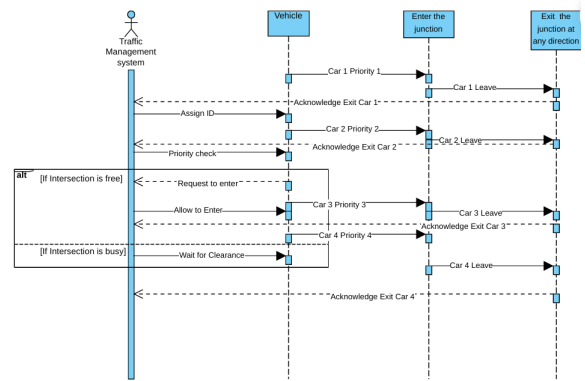 Vehicle
Enter the
junction
Exit the
junction at
any direction
Traffic
Management
system
Car 1 Priority 1
Car 1 Leave
Acknowledge Exit Car 1
Assign ID
Car 2 Priority 2
Car 2 Leave
Acknowledge Exit Car 2
Priority check
alt
[If Intersection is free]
Request to enter
Car 3 Priority 3
Allow to Enter
Car 3 Leave
Acknowledge Exit Car 3
Car 4 Priority 4
[If Intersection is busy]
Wait for Clearance
Car 4 Leave
Acknowledge Exit Car 4